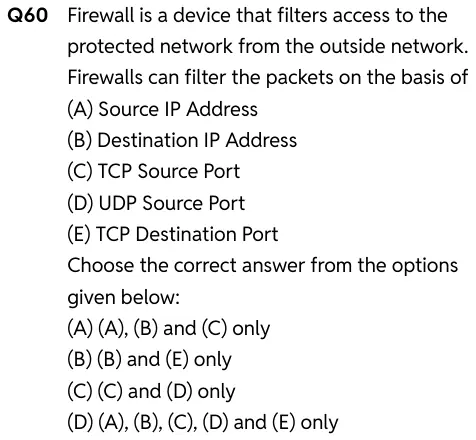 Q60 Firewall is a device that filters access to the
protected network from the outside network.
Firewalls can filter the packets on the basis of
(A) Source IP Address
(B) Destination IP Address
(C) TCP Source Port
(D) UDP Source Port
(E) TCP Destination Port
Choose the correct answer from the options
given below:
(A) (A), (B) and (C) only
(B) (B) and (E) only
(C) (C) and (D) only
(D) (A), (B), (C), (D) and (E) only